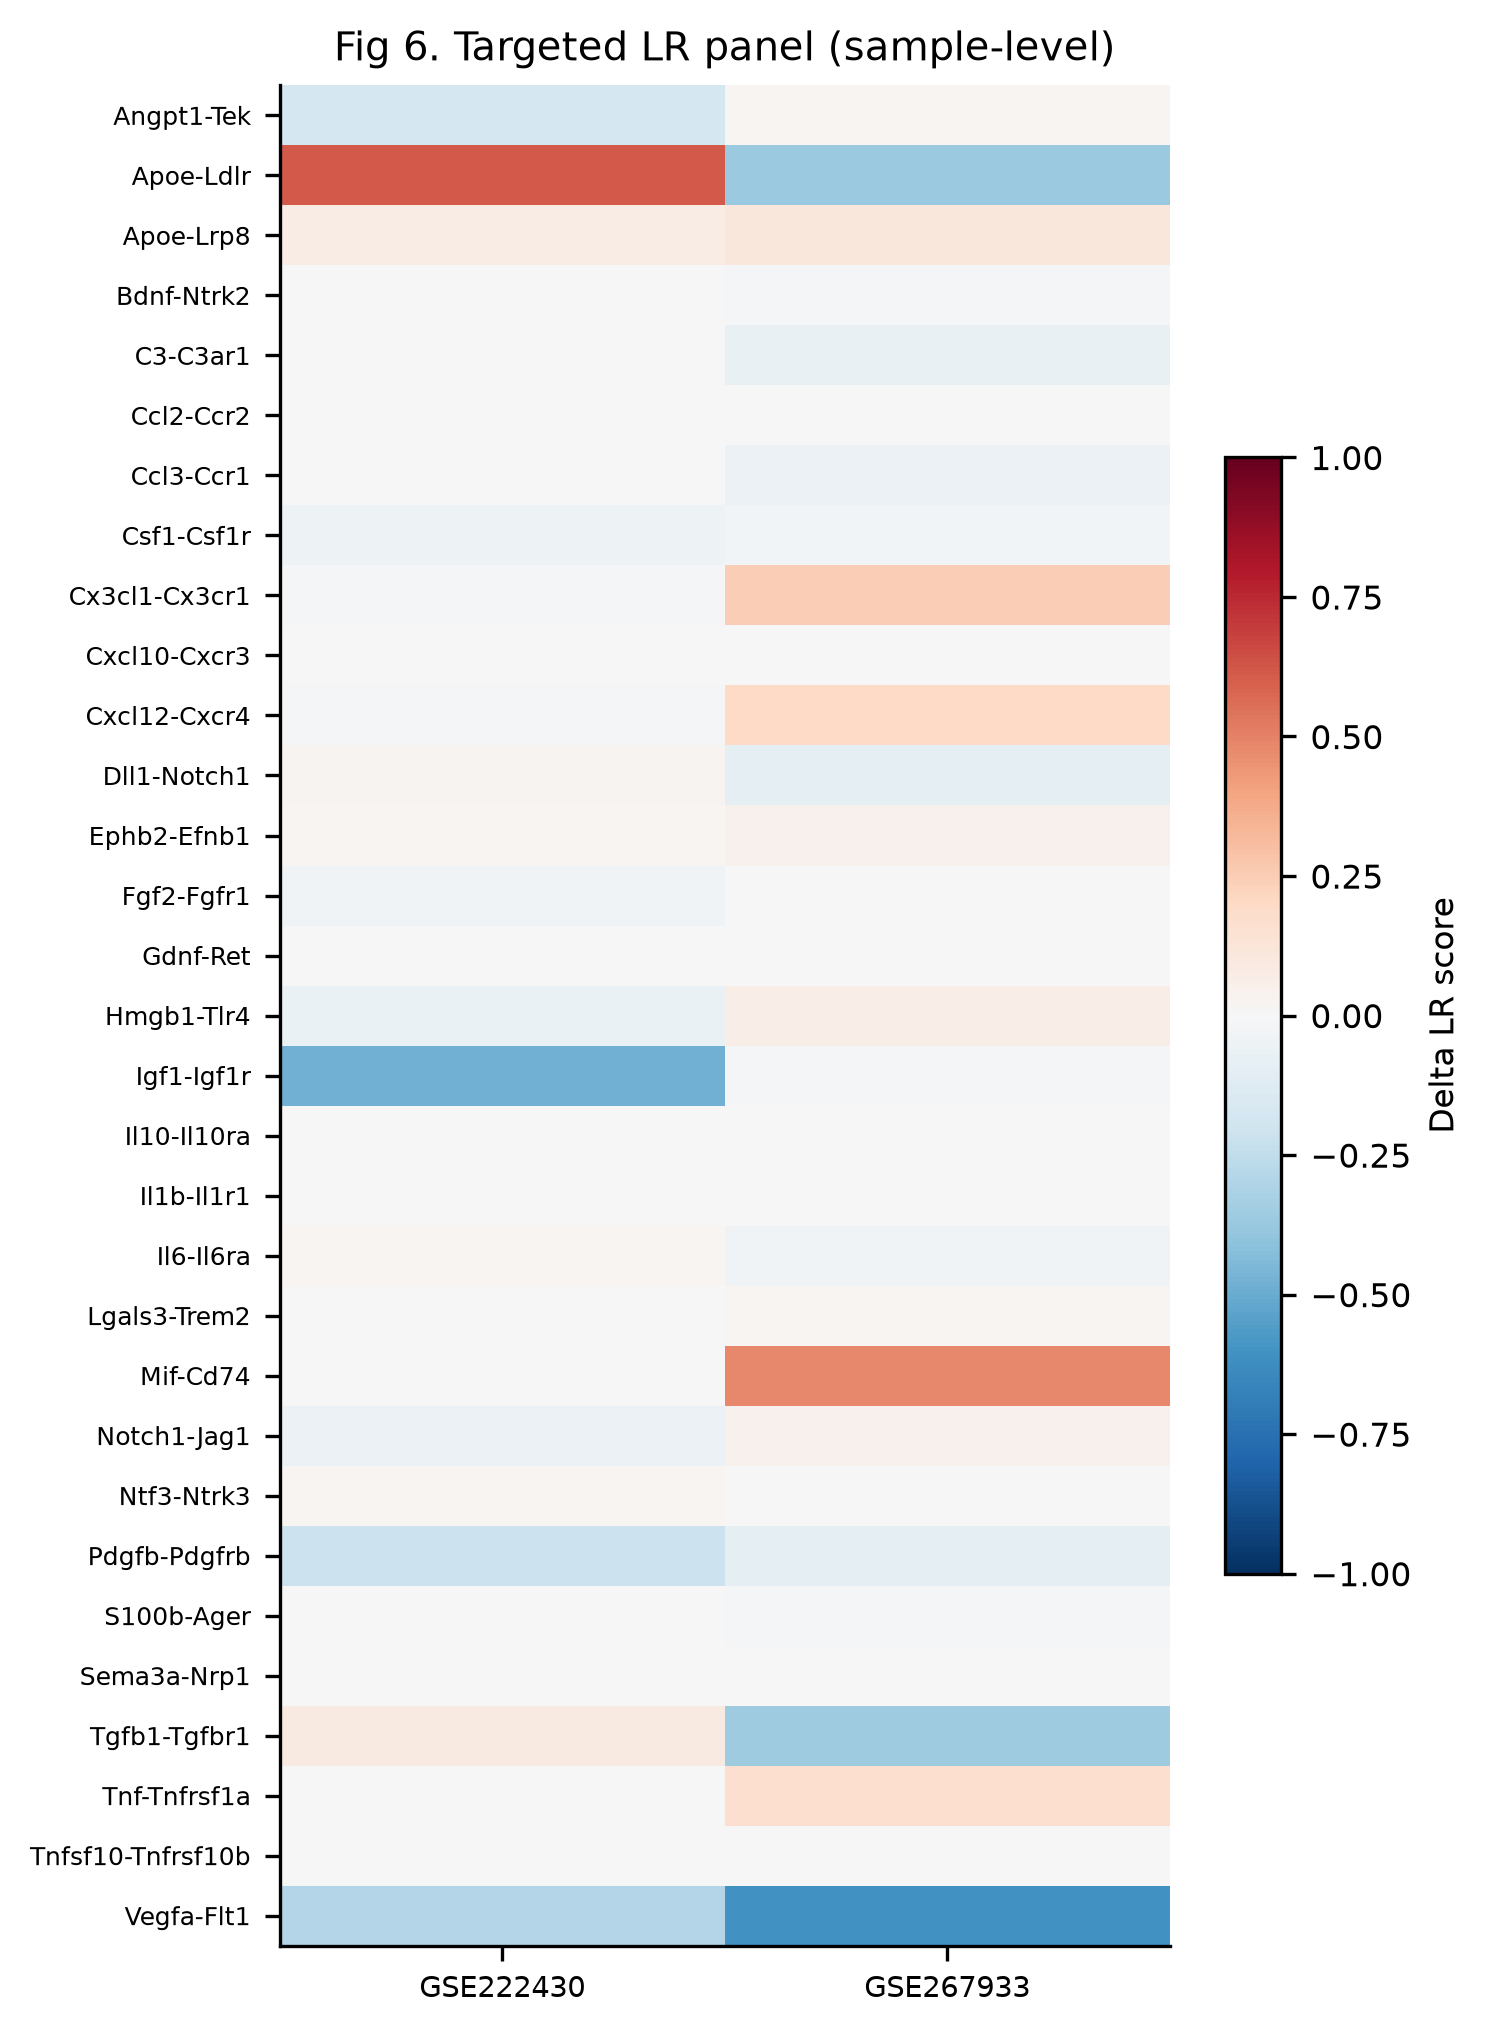 Fig 6. Targeted LR panel (sample-level)
Angpt1-Tek
Apoe-Ldlr
Apoe-Lrp8
Bdnf-Ntrk2
C3-C3ar1
Ccl2-Ccr2
Ccl3-Ccr1
Csf1-Csf1r
Cx3cl1-Cx3cr1
Cxcl10-Cxcr3
Cxcl12-Cxcr4
Dll1-Notch1
Ephb2-Efnb1
Fgf2-Fgfr1
Gdnf-Ret
Hmgb1-Tlr4
Igf1-Igf1r
Il10-Il10ra
Il1b-Il1r1
Il6-Il6ra
Lgals3-Trem2
Mif-Cd74
Notch1-Jag1
Ntf3-Ntrk3
Pdgfb-Pdgfrb
S100b-Ager
Sema3a-Nrp1
Tgfb1-Tgfbr1
Tnf-Tnfrsf1a
Tnfsf10-Tnfrsf10b
Vegfa-Flt1
GSE222430
GSE267933
1.00
0.75
0.50
0.25
0.00
−0.25
−0.50
−0.75
−1.00
Delta LR score